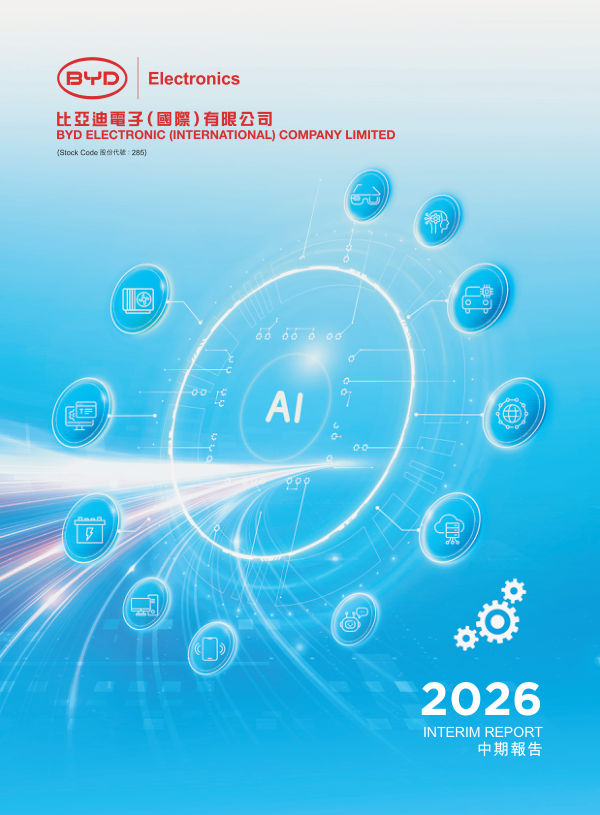 BYD Electronics
比亞迪電子(國際)有限公司
BYD ELECTRONIC (INTERNATIONAL) COMPANY LIMITED
(Stock Code 股份代號 : 285)
AI
2026
INTERIM REPORT
中期報告